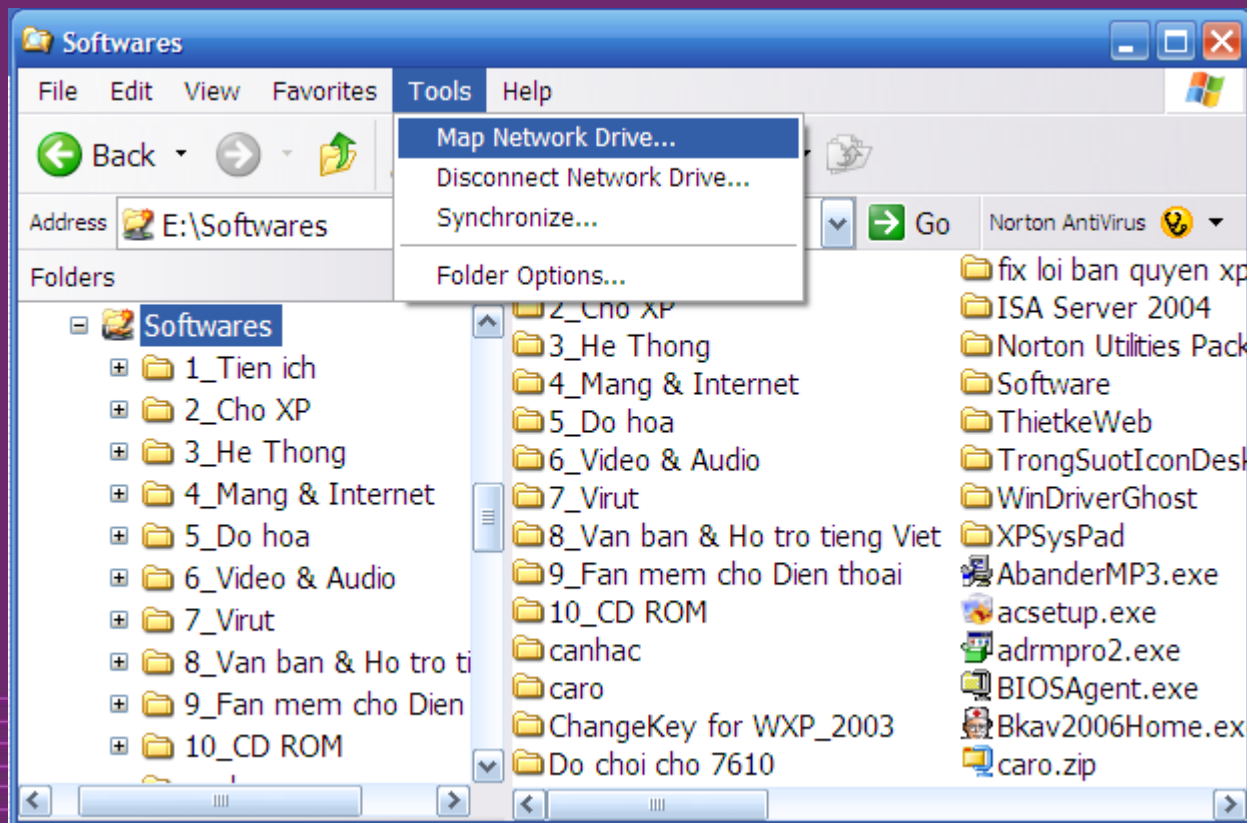 Softwares
File Edit View Favorites Tools Help
Back
Map Network Drive...
Disconnect Network Drive...
Synchronize...
Folder Options...
Address E:\Softwares Go Norton AntiVirus
Folders
Softwares
1_Tien ich
2_Cho XP
3_He Thong
4_Mang & Internet
5_Do hoa
6_Video & Audio
7_Virut
8_Van ban & Ho tro ti
9_Fan mem cho Dien
10_CD ROM
2_Cho XP
3_He Thong
4_Mang & Internet
5_Do hoa
6_Video & Audio
7_Virut
8_Van ban & Ho tro tieng Viet
9_Fan mem cho Dien thoai
10_CD ROM
canhac
caro
ChangeKey for WXP_2003
Do choi cho 7610
fix loi ban quyen xp
ISA Server 2004
Norton Utilities Pack
Software
ThietkeWeb
TrongSuotIconDesk
WinDriverGhost
XPSysPad
AbanderMP3.exe
acsetup.exe
adrmpro2.exe
BIOSAgent.exe
Bkav2006Home.ex
caro.zip